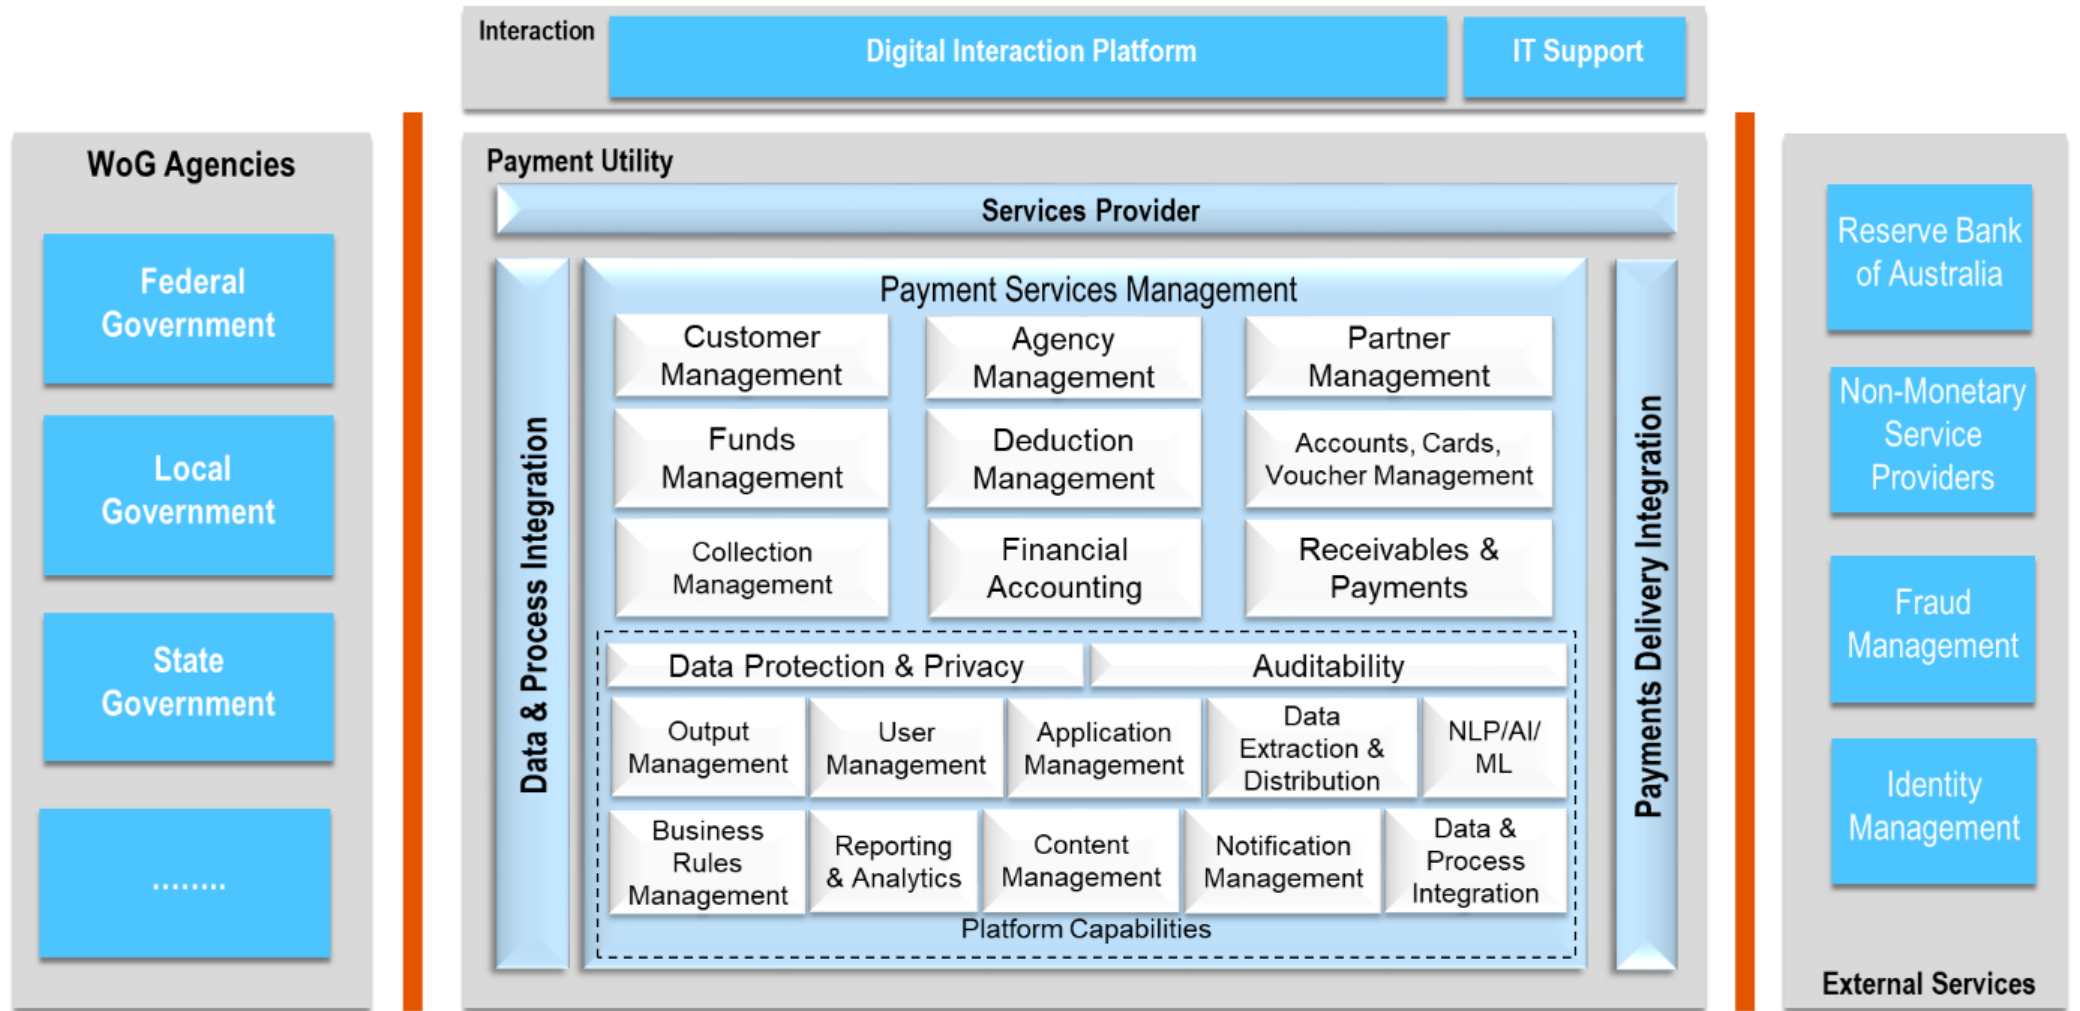 Interaction
Digital Interaction Platform
IT Support
WoG Agencies
Federal
Government
Local
Government
State
Government
........
Payment Utility
Services Provider
Data & Process Integration
Payment Services Management
Customer
Management
Agency
Management
Partner
Management
Funds
Management
Deduction
Management
Accounts, Cards,
Voucher Management
Collection
Management
Financial
Accounting
Receivables &
Payments
Data Protection & Privacy
Auditability
Output
Management
User
Management
Application
Management
Data
Extraction &
Distribution
NLP/AI/
ML
Business
Rules
Management
Reporting
& Analytics
Content
Management
Notification
Management
Data &
Process
Integration
Platform Capabilities
Payments Delivery Integration
Reserve Bank
of Australia
Non-Monetary
Service
Providers
Fraud
Management
Identity
Management
External Services